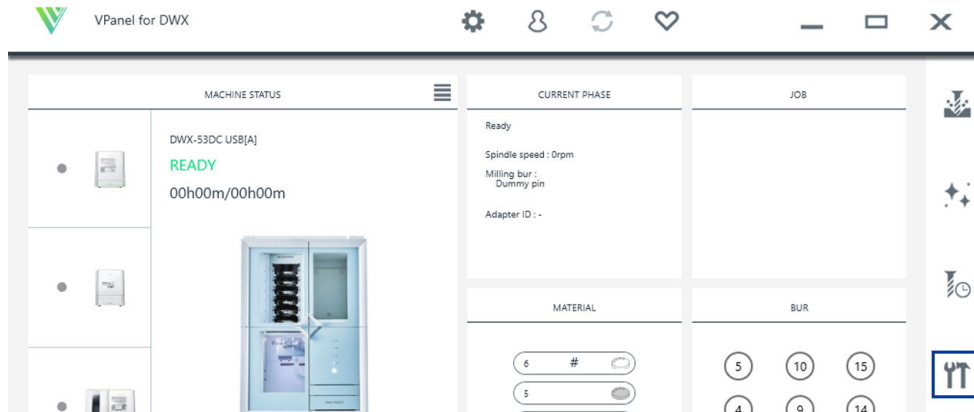 VPanel for DWX
MACHINE STATUS
DWX-53DC USB[A]
READY
00h00m/00h00m
CURRENT PHASE
Ready
Spindle speed : 0rpm
Milling bur :
Dummy pin
Adapter ID : -
JOB
MATERIAL
6 #
5
BUR
5 10 15
4 9 14